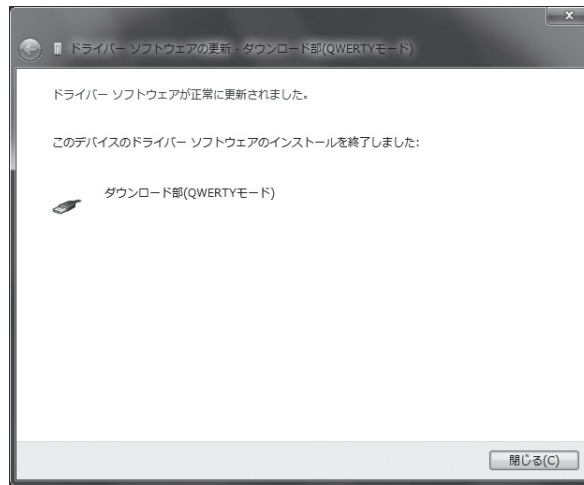 ドライバー ソフトウェアの更新 - ダウンロード部(QWERTYモード)
ドライバー ソフトウェアが正常に更新されました。
このデバイスのドライバー ソフトウェアのインストールを終了しました:
ダウンロード部(QWERTYモード)
閉じる(C)